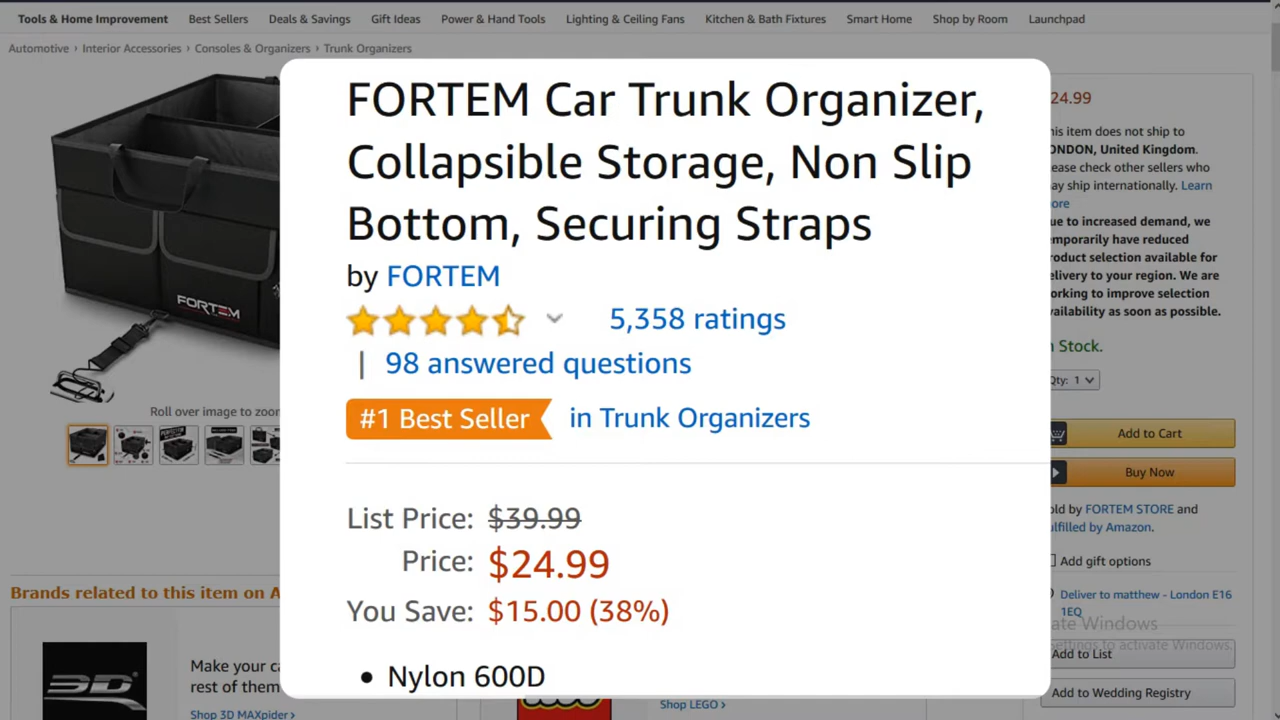 Tools & Home Improvement Best Sellers Deals & Savings Gift Ideas Power & Hand Tools Lighting & Ceiling Fans Kitchen & Bath Fixtures Smart Home Shop by Room Launchpad
Automotive › Interior Accessories › Consoles & Organizers › Trunk Organizers
FORTEM Car Trunk Organizer,
Collapsible Storage, Non Slip
Bottom, Securing Straps
by FORTEM
5,358 ratings
| 98 answered questions
#1 Best Seller in Trunk Organizers
List Price: $39.99
Price: $24.99
You Save: $15.00 (38%)
• Nylon 600D
FORTEM
Roll over image to zoom
Brands related to this item on A
3D
Make your ca
rest of them
Shop 3D MAXpider ›
Shop LEGO ›
24.99
his item does not ship to
ONDON, United Kingdom.
ease check other sellers who
ay ship internationally. Learn
ore
ue to increased demand, we
emporarily have reduced
roduct selection available for
elivery to your region. We are
orking to improve selection
vailability as soon as possible.
n Stock.
Qty: 1
Add to Cart
Buy Now
old by FORTEM STORE and
ulfilled by Amazon.
Add gift options
Deliver to matthew - London E16
1EQ
ate Windows
Settings to activate Windows.
Add to List
Add to Wedding Registry